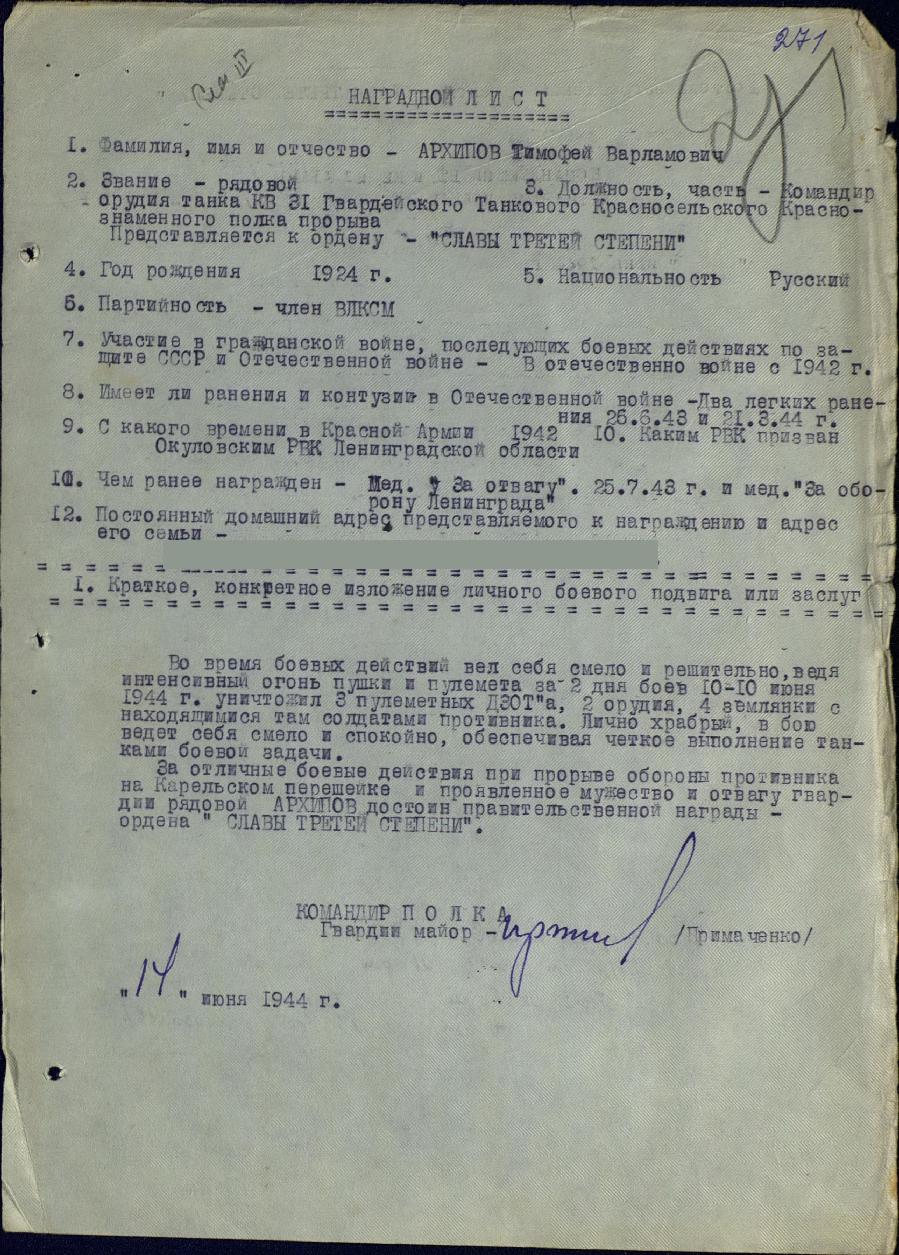 271
НАГРАДНОЙ Л И С Т
1. Фамилия, имя и отчество - АРХИПОВ Тимофей Варламович
2. Звание - рядовой 3. Должность, часть - Командир
орудия танка КВ 31 Гвардейского Танкового Красносельского Красно-
знаменного полка прорыва
Представляется к ордену - "СЛАВЫ ТРЕТЕЙ СТЕПЕНИ"
4. Год рождения 1924 г. 5. Национальность Русский
6. Партийность - член ВЛКСМ
7. Участие в гражданской войне, последующих боевых действиях по за-
щите СССР и Отечественной войне - В отечественно войне с 1942 г.
8. Имеет ли ранения и контузии в Отечественной войне -Два легких ране-
ния 26.6.43 и 21.3.44 г.
9. С какого времени в Красной Армии 1942 10. Каким РВК призван
Окуловским РВК Ленинградской области
10. Чем ранее награжден - Мед. " За отвагу". 25.7.43 г. и мед."За обо-
рону Ленинграда"
12. Постоянный домашний адрес представляемого к награждению и адрес
его семьи -
1. Краткое, конкретное изложение личного боевого подвига или заслуг
Во время боевых действий вел себя смело и решительно,ведя
интенсивный огонь пушки и пулемета за 2 дня боев 10-10 июня
1944 г. уничтожил 3 пулеметных ДЗОТ"а, 2 орудия, 4 землянки с
находящимися там солдатами противника. Лично храбрый, в бою
ведет себя смело и спокойно, обеспечивая четкое выполнение тан-
ками боевой задачи.
За отличные боевые действия при прорыве обороны противника
на Карельском перешейке и проявленное мужество и отвагу гвар-
дии рядовой АРХИПОВ достоин правительственной награды -
ордена " СЛАВЫ ТРЕТЕЙ СТЕПЕНИ".
КОМАНДИР П О Л К А
Гвардии майор - /Примаченко/
"14" июня 1944 г.